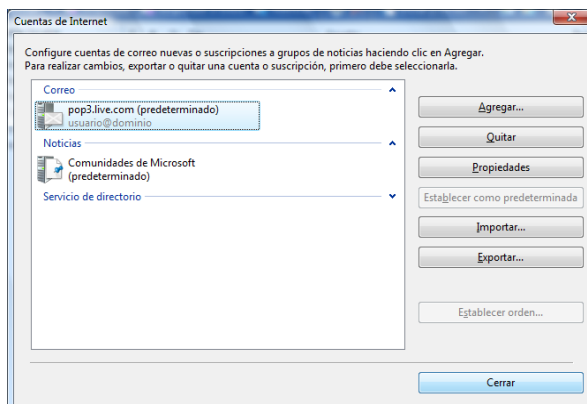 Cuentas de Internet
Configure cuentas de correo nuevas o suscripciones a grupos de noticias haciendo clic en Agregar.
Para realizar cambios, exportar o quitar una cuenta o suscripción, primero debe seleccionarla.
Correo
pop3.live.com (predeterminado)
usuario@dominio
Noticias
Comunidades de Microsoft
(predeterminado)
Servicio de directorio
Agregar...
Quitar
Propiedades
Establecer como predeterminada
Importar...
Exportar...
Establecer orden...
Cerrar